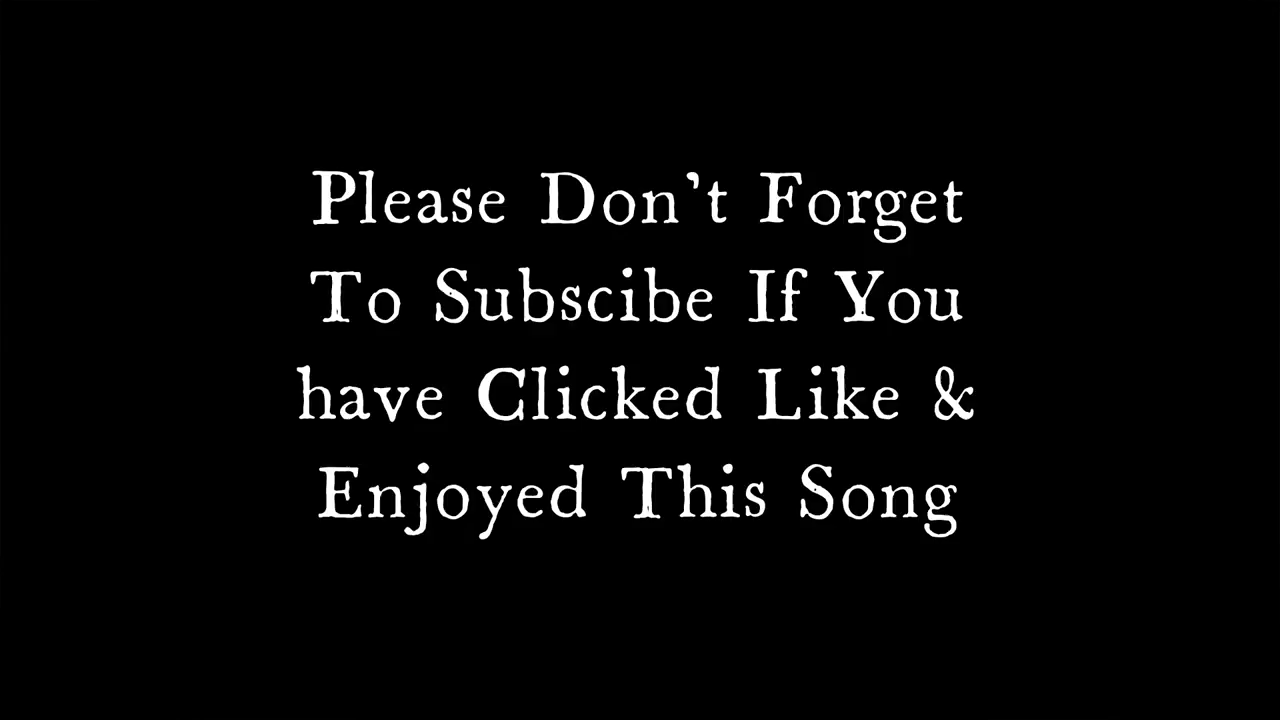 Please Don't Forget
To Subscibe If You
have Clicked Like &
Enjoyed This Song